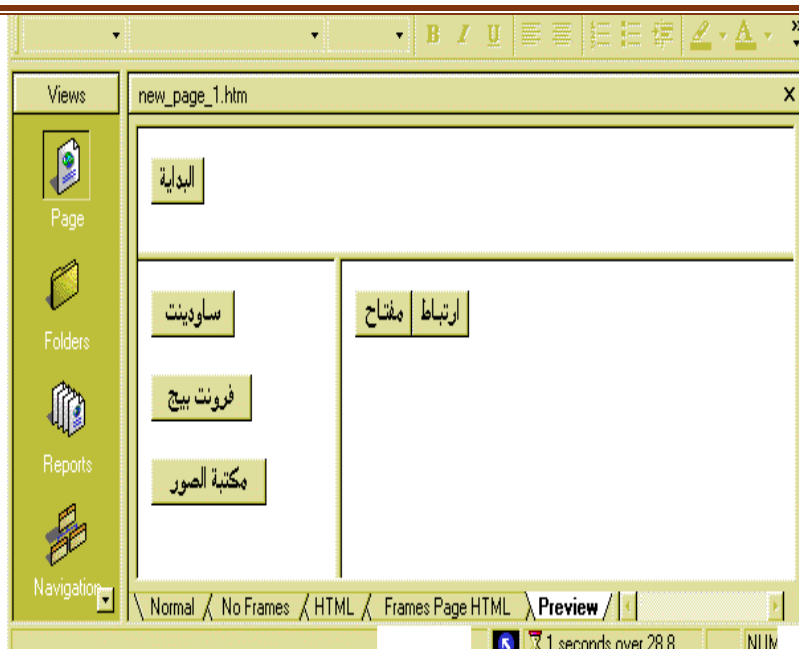 B I U A »
Views
new_page_1.htm X
Page
Folders
Reports
Navigation
البداية
ساودينت
فرونت بيج
مكتبة الصور
ارتباط مفتاح
Normal No Frames HTML Frames Page HTML Preview
1 seconds over 28.8 NUM